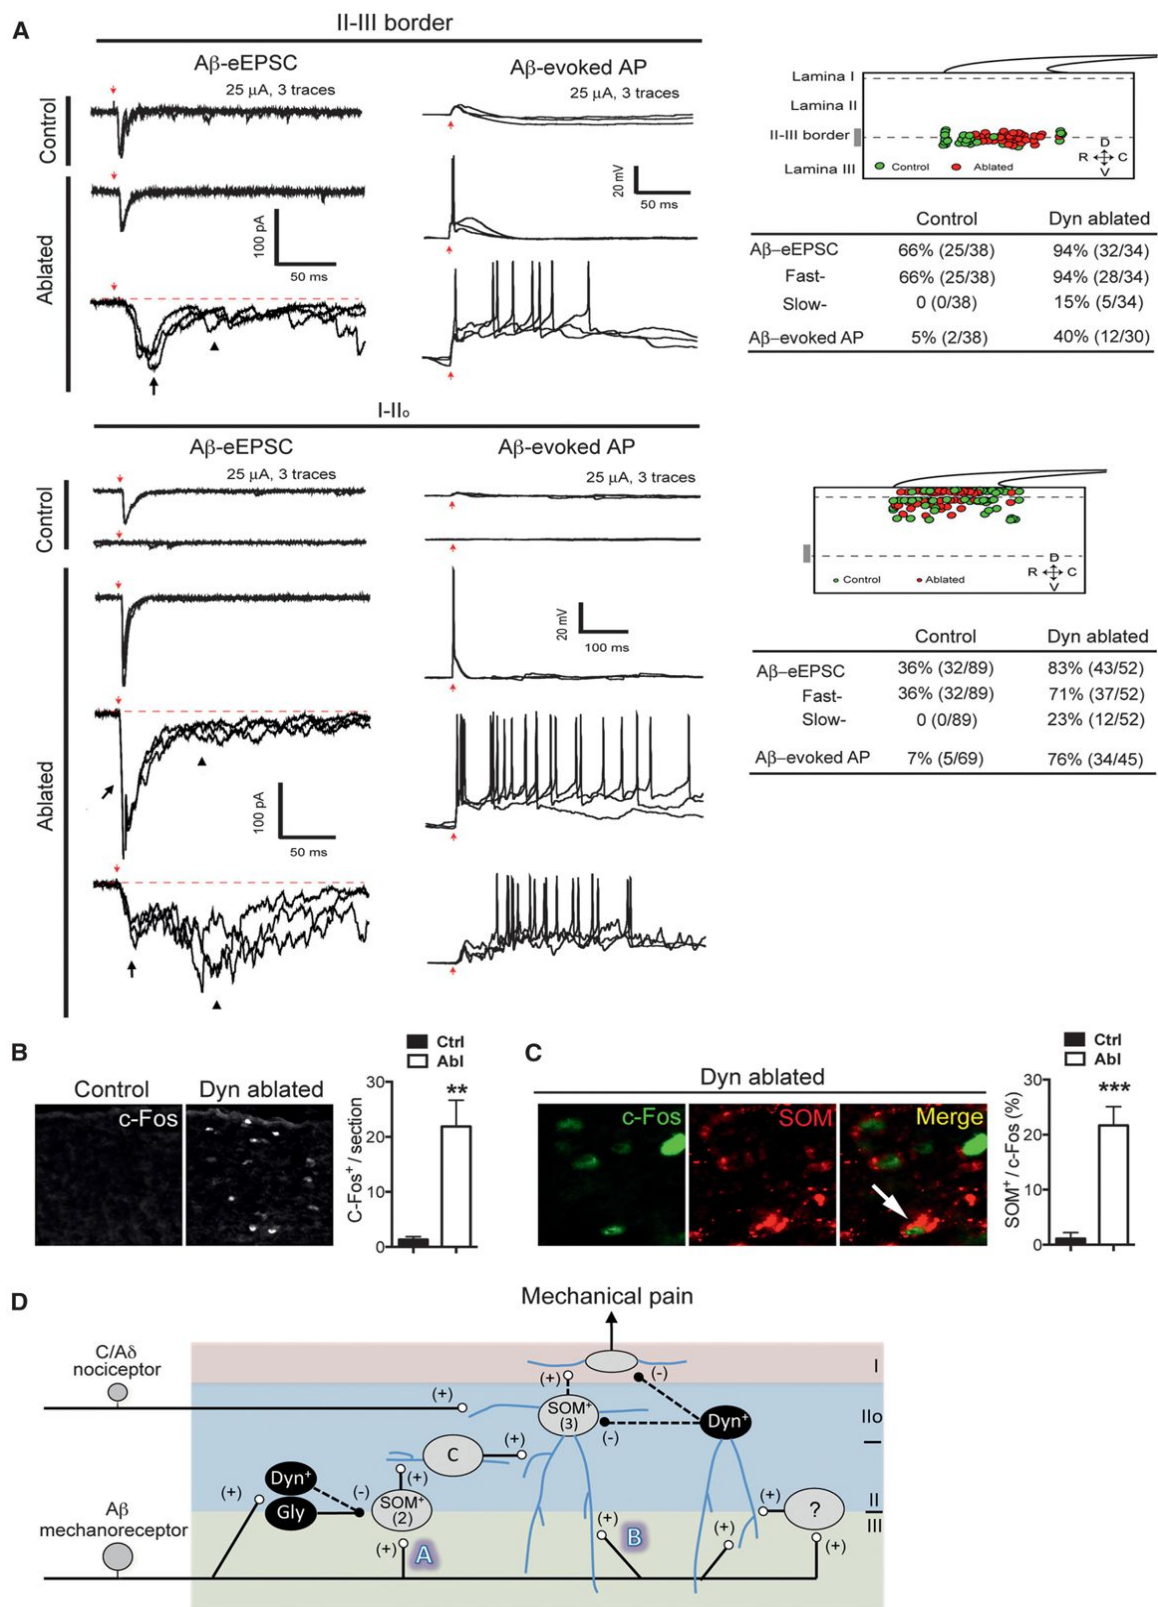 A
II-III border
Aβ-eEPSC
25 μA, 3 traces
Aβ-evoked AP
25 μA, 3 traces
Control
Ablated
100 pA
50 ms
20 mV
50 ms
Lamina I
Lamina II
II-III border
Lamina III
Control
Ablated
D
R
C
V
Control Dyn ablated
Aβ–eEPSC 66% (25/38) 94% (32/34)
Fast- 66% (25/38) 94% (28/34)
Slow- 0 (0/38) 15% (5/34)
Aβ–evoked AP 5% (2/38) 40% (12/30)
I-IIo
Aβ-eEPSC
25 μA, 3 traces
Aβ-evoked AP
25 μA, 3 traces
Control
Ablated
20 mV
100 ms
100 pA
50 ms
D
R
C
V
Control
Ablated
Control Dyn ablated
Aβ–eEPSC 36% (32/89) 83% (43/52)
Fast- 36% (32/89) 71% (37/52)
Slow- 0 (0/89) 23% (12/52)
Aβ–evoked AP 7% (5/69) 76% (34/45)
B
Control
Dyn ablated
c-Fos
Ctrl
Abl
C-Fos+ / section
30
20
10
0
**
C
Dyn ablated
c-Fos
SOM
Merge
Ctrl
Abl
SOM+ / c-Fos (%)
30
20
10
0
***
D
Mechanical pain
C/Aδ
nociceptor
I
(+)
(-)
(+)
SOM+
(3)
Dyn+
IIo
(-)
C
(+)
Dyn+
(+)
(-)
(+)
Gly
SOM+
(2)
(+)
?
II
III
Aβ
mechanoreceptor
(+)
A
(+)
B
(+)
(+)